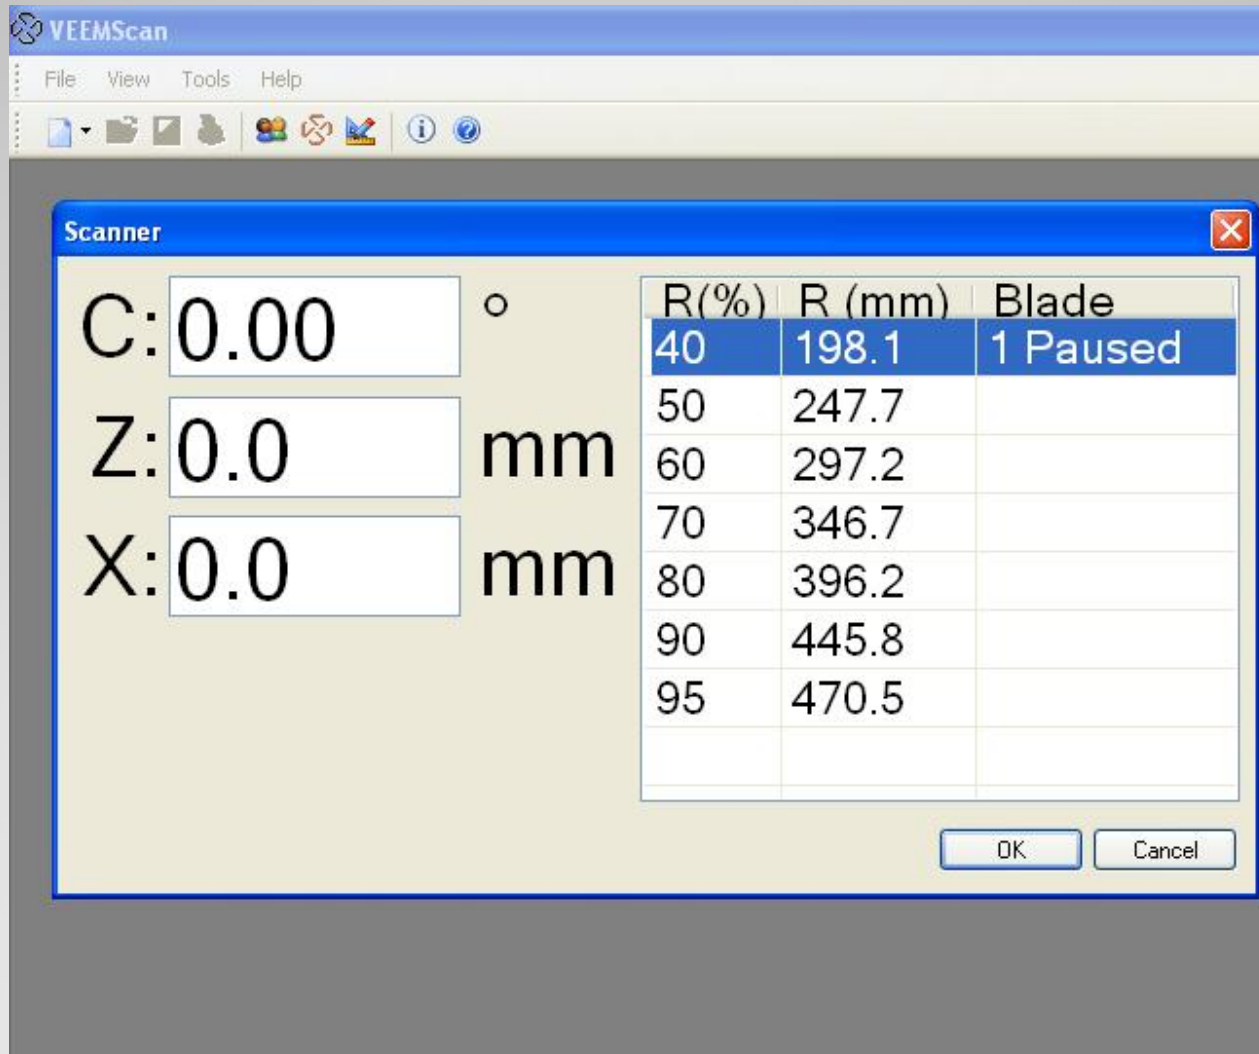 VEEMScan
File View Tools Help
Scanner
C: 0.00 °
Z: 0.0 mm
X: 0.0 mm
R(%) R (mm) Blade
40 198.1 1 Paused
50 247.7
60 297.2
70 346.7
80 396.2
90 445.8
95 470.5
OK Cancel